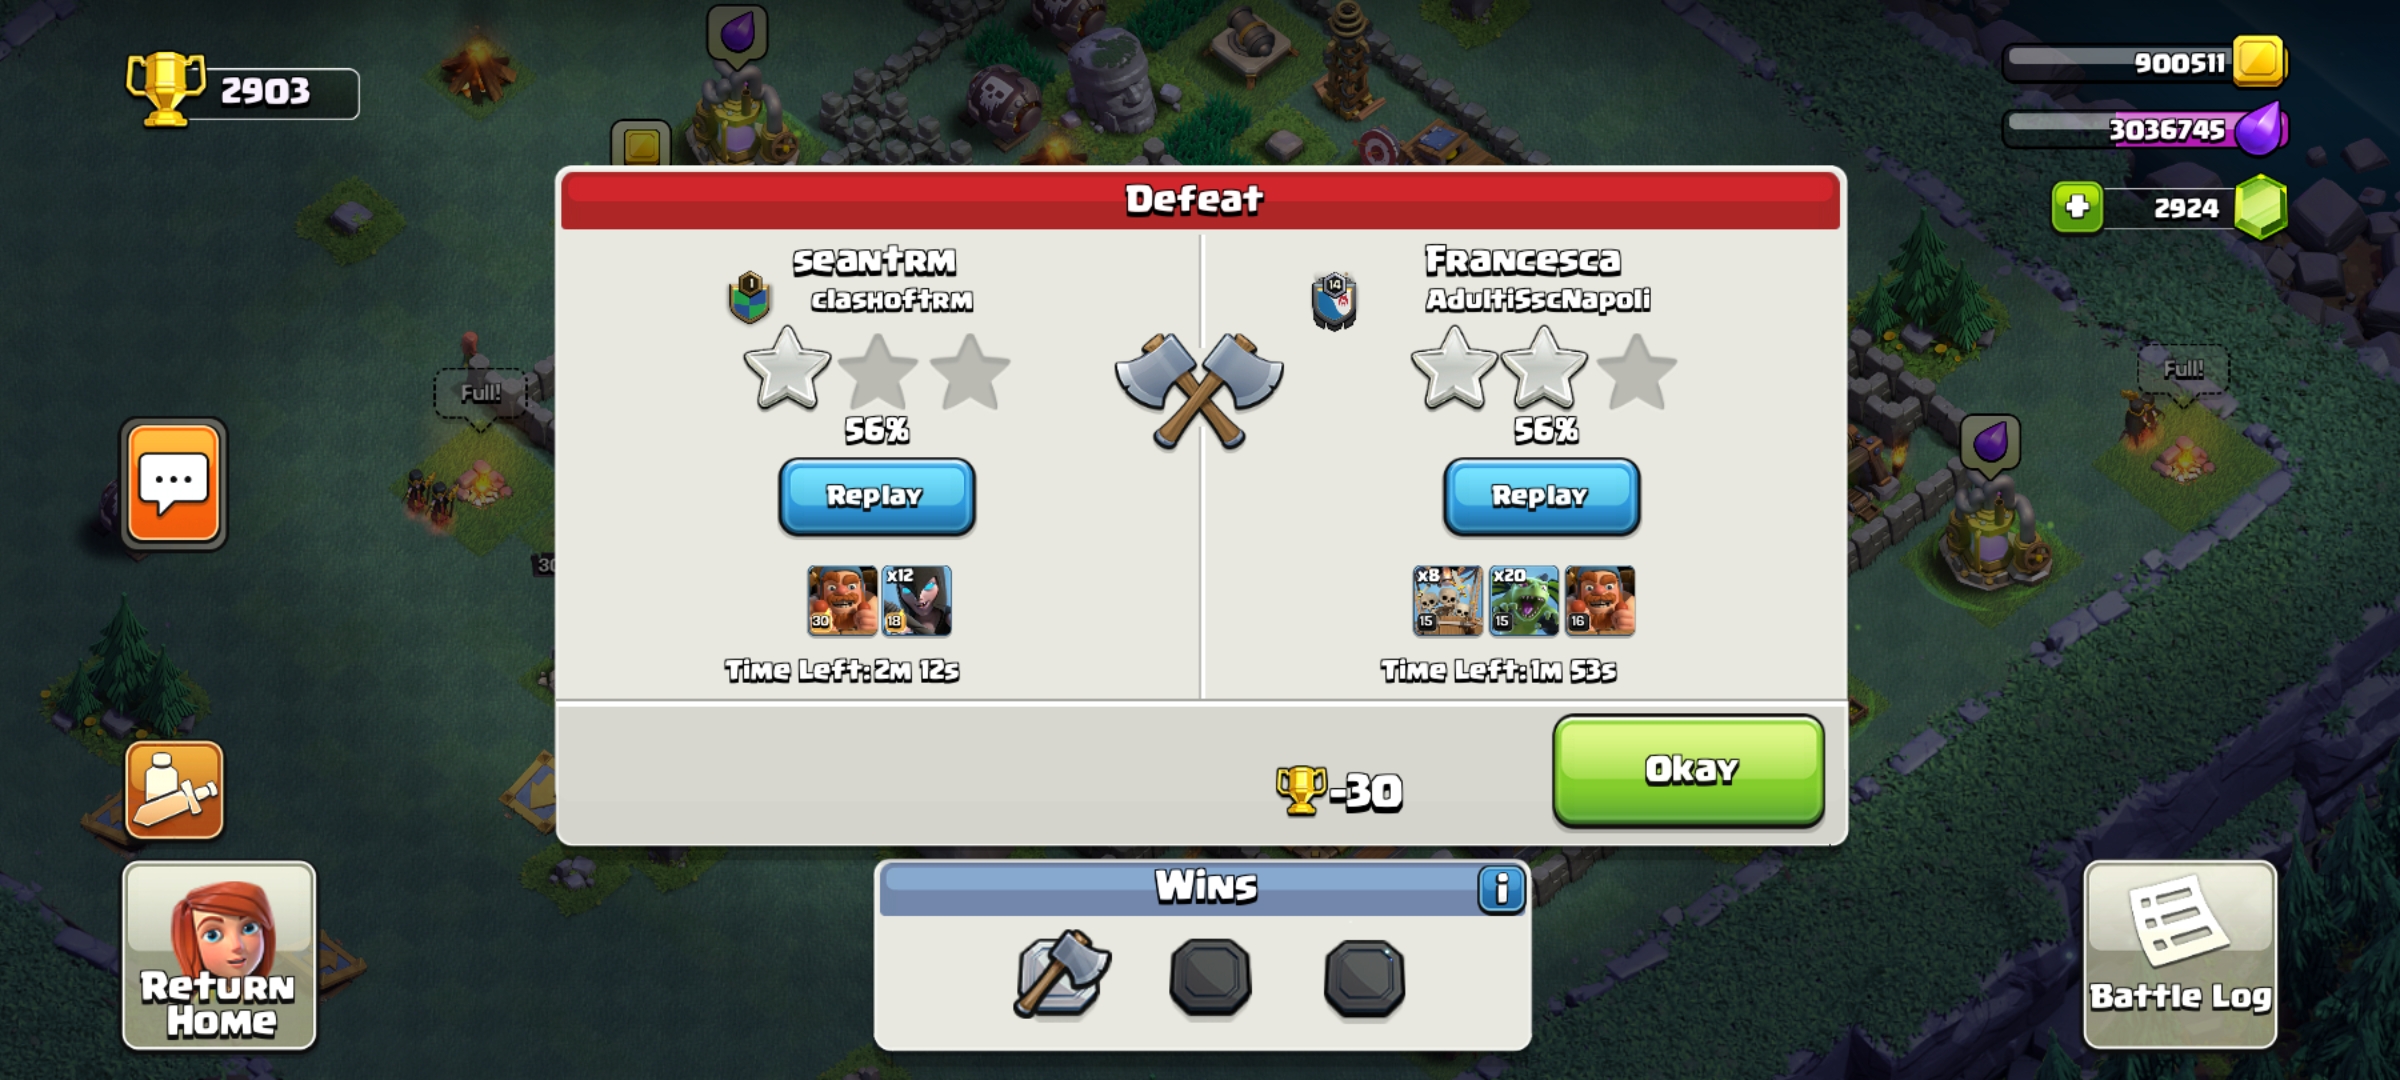 2903
900511
3036745
2924
Defeat
seantrm
Francesca
1
clashoftrm
14
AdultiSscNapoli
Full!
Full!
56%
56%
Replay
Replay
30
x12
18
x8
15
x20
15
16
Time Left: 2m 12s
Time Left: 1m 53s
-30
Okay
Wins
i
Return
Home
Battle Log